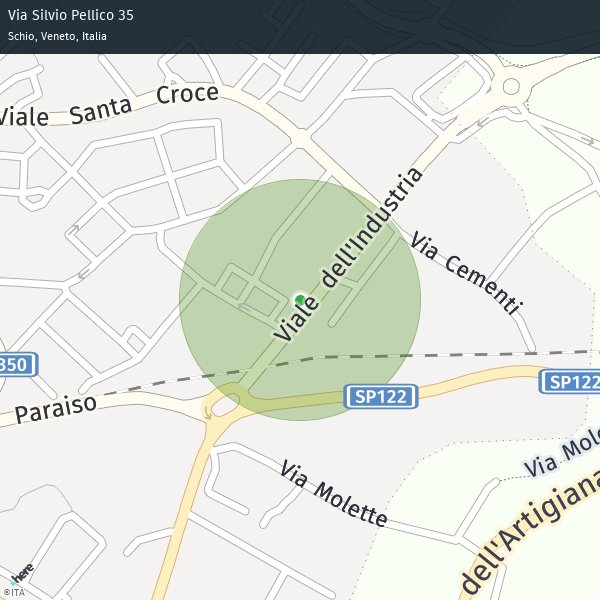 Via Silvio Pellico 35
Schio, Veneto, Italia
Viale Santa Croce
Viale dell'Industria
Via Cementi
350
SP122
SP122
Paraiso
Via Molette
Via Mole
dell'Artigiana
here
©ITA